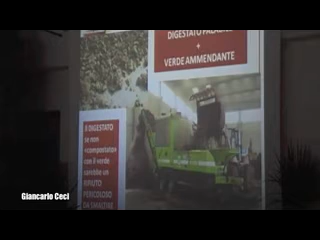 DIGESTATO PALABILE
+
VERDE AMMENDANTE
Il DIGESTATO
se non
«compostato»
con il verde
sarebbe un
RIFIUTO
PERICOLOSO
DA SMALTIRE
Giancarlo Ceci